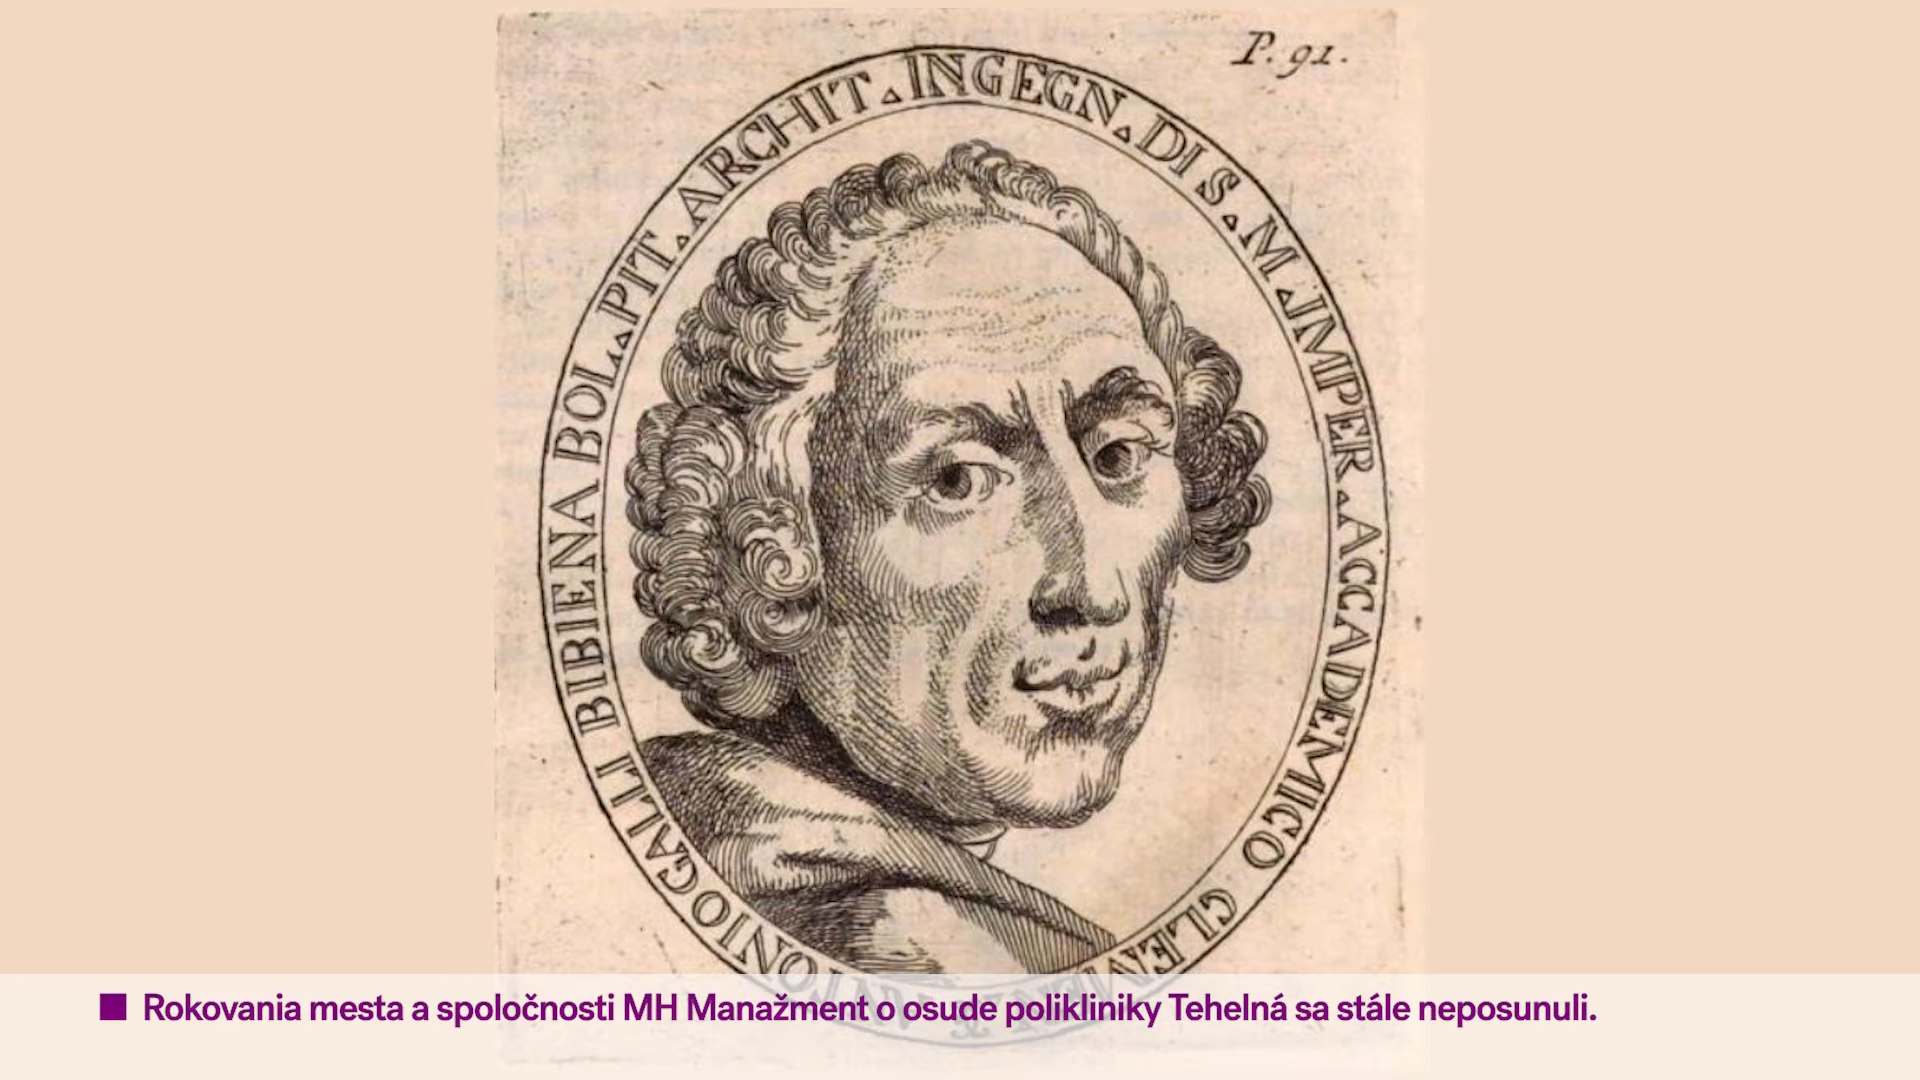 P. 91.
ANTONIO GALLI BIBIENA BOL. PIT. ARCHIT. INGEGN. DI S. M. IMPER. ACCADEMICO CLEMEN.
Rokovania mesta a spoločnosti MH Manažment o osude polikliniky Tehelná sa stále neposunuli.